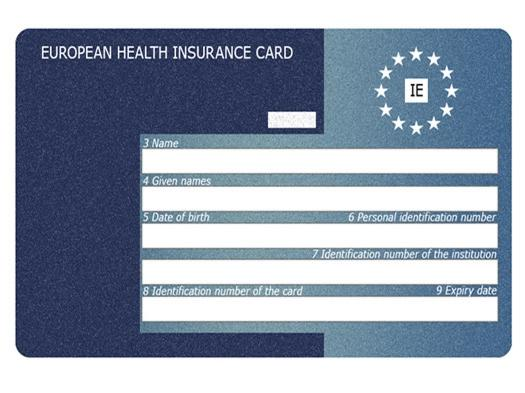 EUROPEAN HEALTH INSURANCE CARD
IE
3 Name
4 Given names
5 Date of birth 6 Personal identification number
7 Identification number of the institution
8 Identification number of the card 9 Expiry date